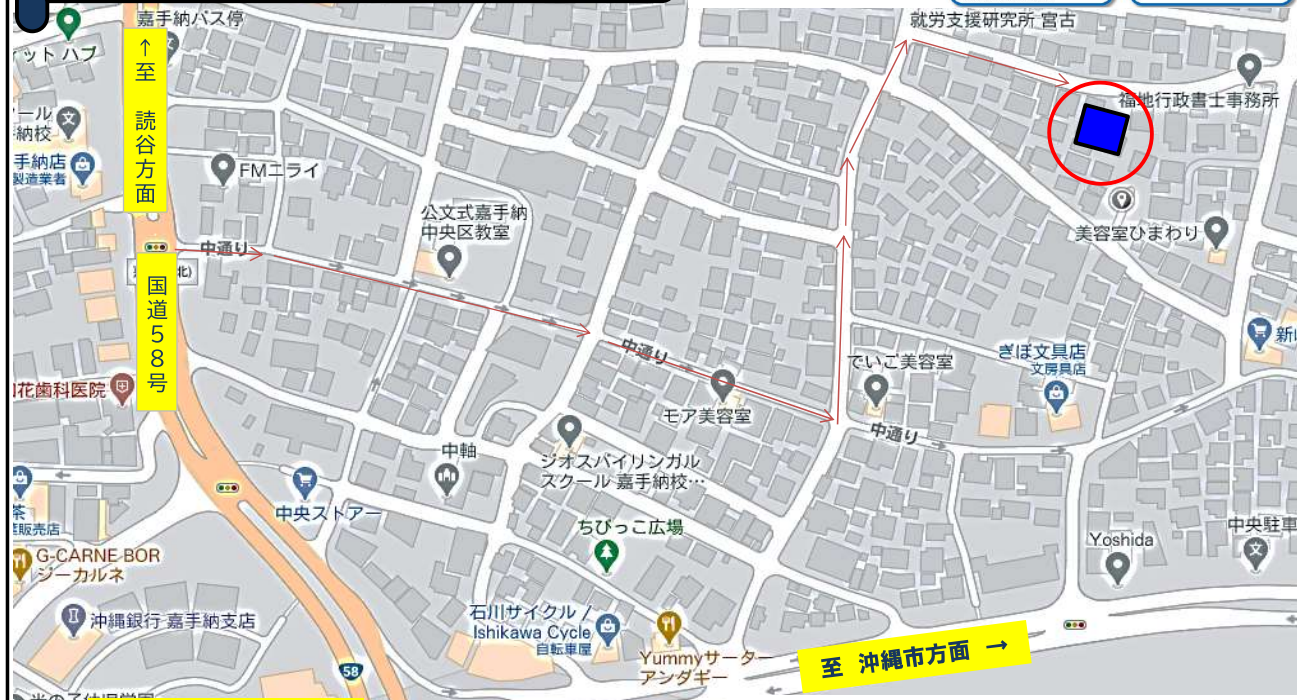 嘉手納バス停
就労支援研究所 宮古
ィット ハブ
↑至 読谷方面
福地行政書士事務所
ール
納校
手納店
製造業者
FMニライ
公文式嘉手納
中央区教室
美容室ひまわり
中通り
北)
国道58号
中通り
でいご美容室
ぎぼ文具店
文房具店
新
花歯科医院
モア美容室
中通り
中軸
ジオスバイリンガル
スクール 嘉手納校…
中央ストアー
茶
販売店
ちびっこ広場
Yoshida
中央駐車
G-CARNE BOR
ジーカルネ
沖縄銀行 嘉手納支店
石川サイクル /
Ishikawa Cycle
自転車屋
Yummyサーター
アンダギー
至 沖縄市方面 →
58